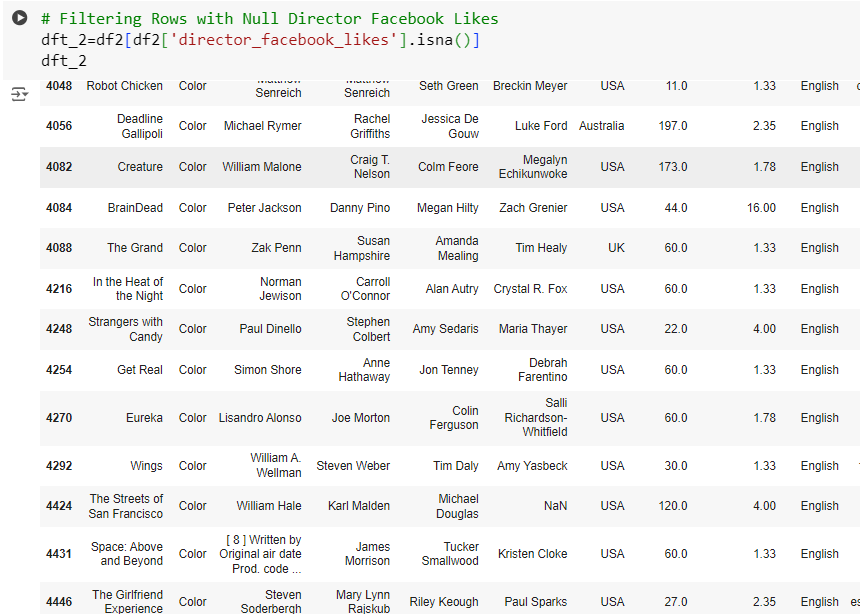 # Filtering Rows with Null Director Facebook Likes
dft_2=df2[df2['director_facebook_likes'].isna()]
dft_2
4048 Robot Chicken Color Matthew Senreich Matthew Senreich Seth Green Breckin Meyer USA 11.0 1.33 English
4056 Deadline Gallipoli Color Michael Rymer Rachel Griffiths Jessica De Gouw Luke Ford Australia 197.0 2.35 English
4082 Creature Color William Malone Craig T. Nelson Colm Feore Megalyn Echikunwoke USA 173.0 1.78 English
4084 BrainDead Color Peter Jackson Danny Pino Megan Hilty Zach Grenier USA 44.0 16.00 English
4088 The Grand Color Zak Penn Susan Hampshire Amanda Mealing Tim Healy UK 60.0 1.33 English
4216 In the Heat of the Night Color Norman Jewison Carroll O'Connor Alan Autry Crystal R. Fox USA 60.0 1.33 English
4248 Strangers with Candy Color Paul Dinello Stephen Colbert Amy Sedaris Maria Thayer USA 22.0 4.00 English
4254 Get Real Color Simon Shore Anne Hathaway Jon Tenney Debrah Farentino USA 60.0 1.33 English
4270 Eureka Color Lisandro Alonso Joe Morton Colin Ferguson Salli Richardson-Whitfield USA 60.0 1.78 English
4292 Wings Color William A. Wellman Steven Weber Tim Daly Amy Yasbeck USA 30.0 1.33 English
4424 The Streets of San Francisco Color William Hale Karl Malden Michael Douglas NaN USA 120.0 4.00 English
4431 Space: Above and Beyond Color [ 8 ] Written by Original air date Prod. code ... James Morrison Tucker Smallwood Kristen Cloke USA 60.0 1.33 English
4446 The Girlfriend Experience Color Steven Soderbergh Mary Lynn Rajskub Riley Keough Paul Sparks USA 27.0 2.35 English